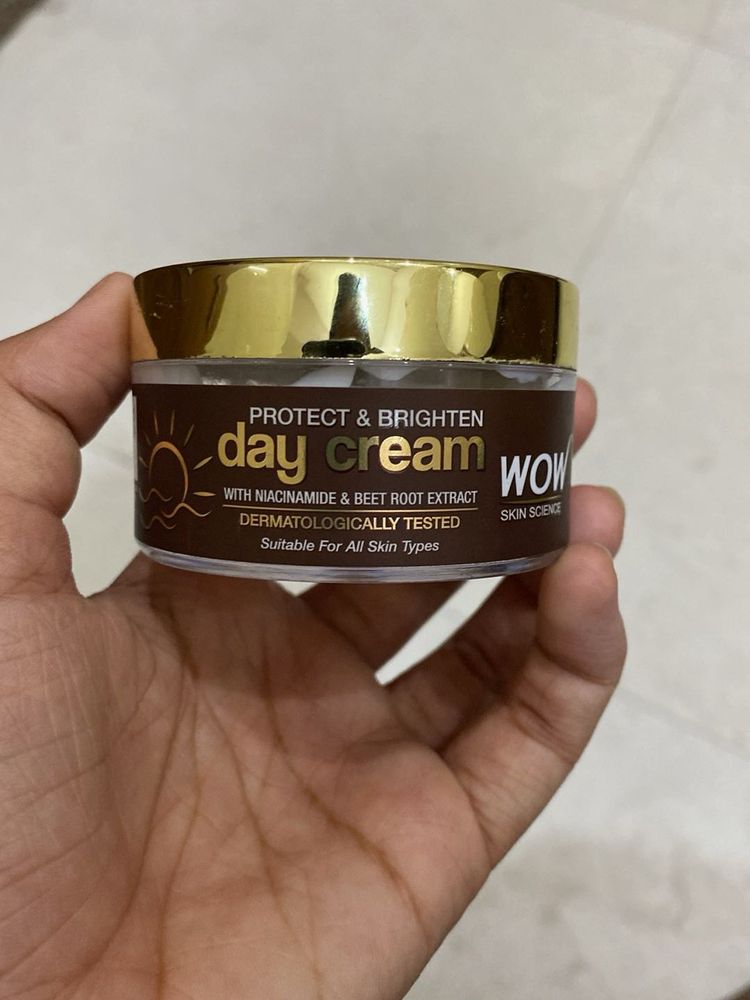 PROTECT & BRIGHTEN
day cream
WITH NIACINAMIDE & BEET ROOT EXTRACT
DERMATOLOGICALLY TESTED
Suitable For All Skin Types
WOW
SKIN SCIENCE